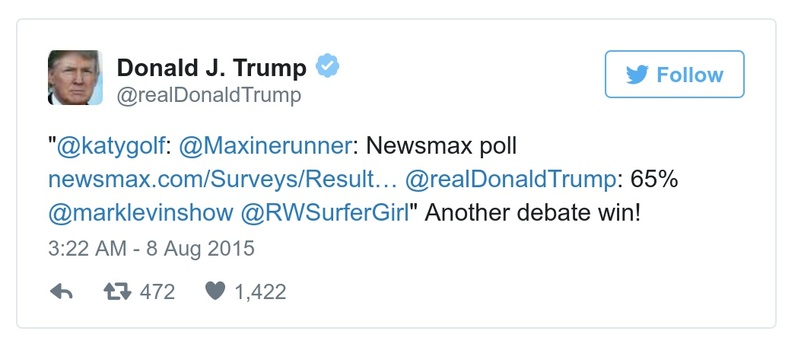 Donald J. Trump
@realDonaldTrump
Follow
"@katygolf: @Maxinerunner: Newsmax poll
newsmax.com/Surveys/Result… @realDonaldTrump: 65%
@marklevinshow @RWSurferGirl" Another debate win!
3:22 AM - 8 Aug 2015
472 1,422